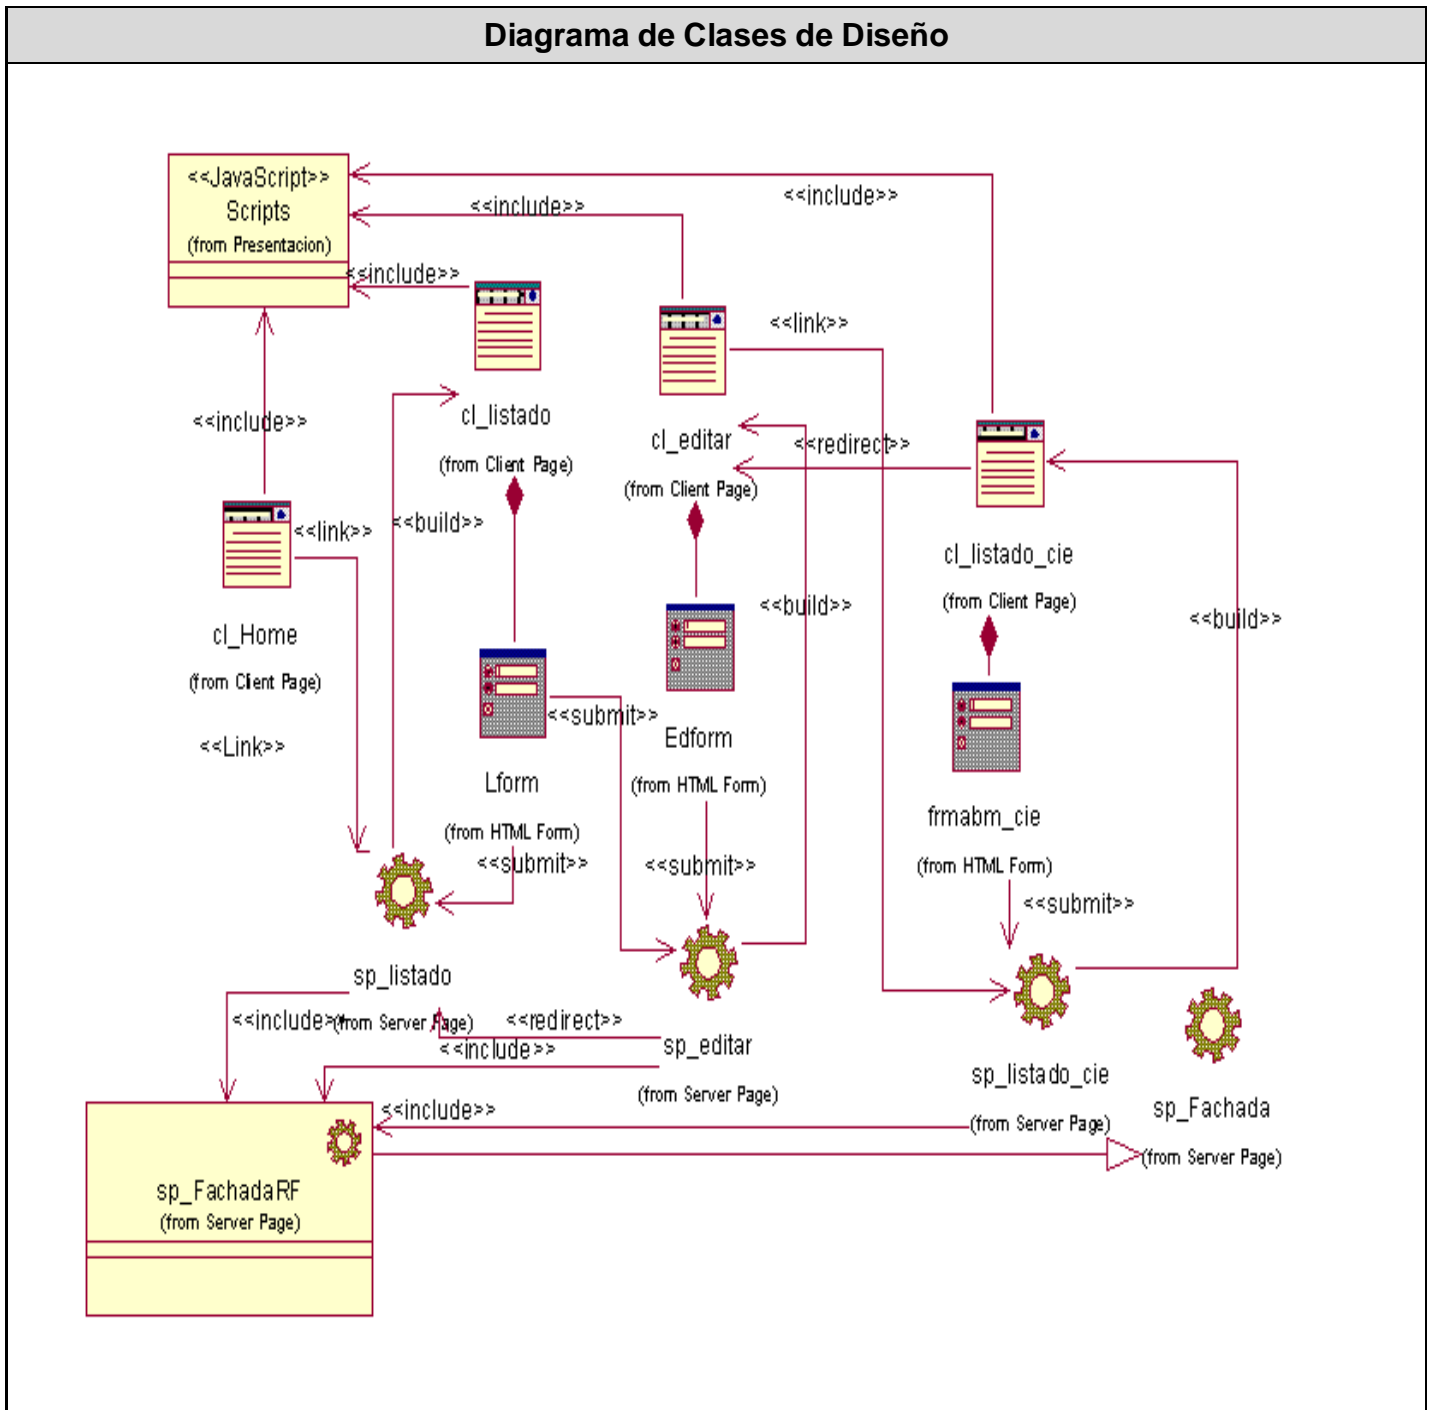 Diagrama de Clases de Diseño
<<JavaScript>>
Scripts
(from Presentacion)
<<include>>
<<include>>
<<include>>
<<include>>
cl_listado
(from Client Page)
<<link>>
cl_editar
(from Client Page)
<<redirect>>
cl_listado_cie
(from Client Page)
<<link>>
<<build>>
cl_Home
(from Client Page)
<<Link>>
<<build>>
<<build>>
<<submit>>
Lform
(from HTML Form)
<<submit>>
Edform
(from HTML Form)
<<submit>>
frmabm_cie
(from HTML Form)
<<submit>>
sp_listado
(from Server Page)
<<include>>
<<redirect>>
<<include>>
sp_editar
(from Server Page)
sp_listado_cie
(from Server Page)
sp_Fachada
(from Server Page)
<<include>>
sp_FachadaRF
(from Server Page)